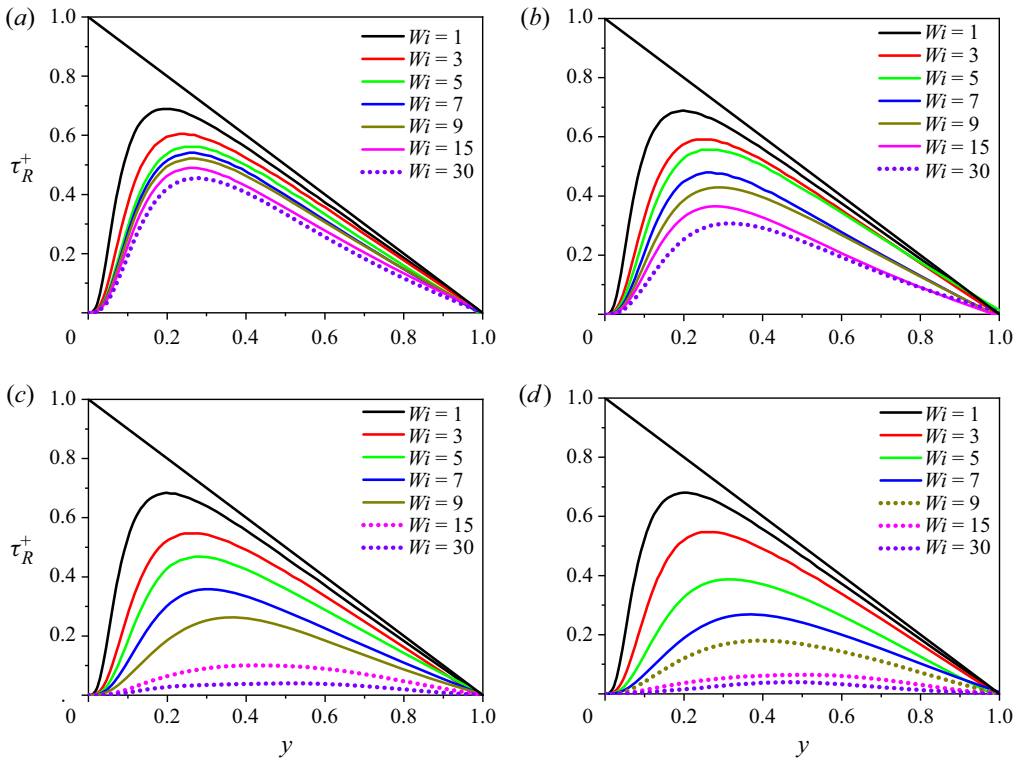 (a)
1.0
0.8
0.6
0.4
0.2
0
0.2
0.4
0.6
0.8
1.0
τ_R^+
Wi = 1
Wi = 3
Wi = 5
Wi = 7
Wi = 9
Wi = 15
Wi = 30
(b)
1.0
0.8
0.6
0.4
0.2
0
0.2
0.4
0.6
0.8
1.0
Wi = 1
Wi = 3
Wi = 5
Wi = 7
Wi = 9
Wi = 15
Wi = 30
(c)
1.0
0.8
0.6
0.4
0.2
0
0.2
0.4
0.6
0.8
1.0
τ_R^+
y
Wi = 1
Wi = 3
Wi = 5
Wi = 7
Wi = 9
Wi = 15
Wi = 30
(d)
1.0
0.8
0.6
0.4
0.2
0
0.2
0.4
0.6
0.8
1.0
y
Wi = 1
Wi = 3
Wi = 5
Wi = 7
Wi = 9
Wi = 15
Wi = 30